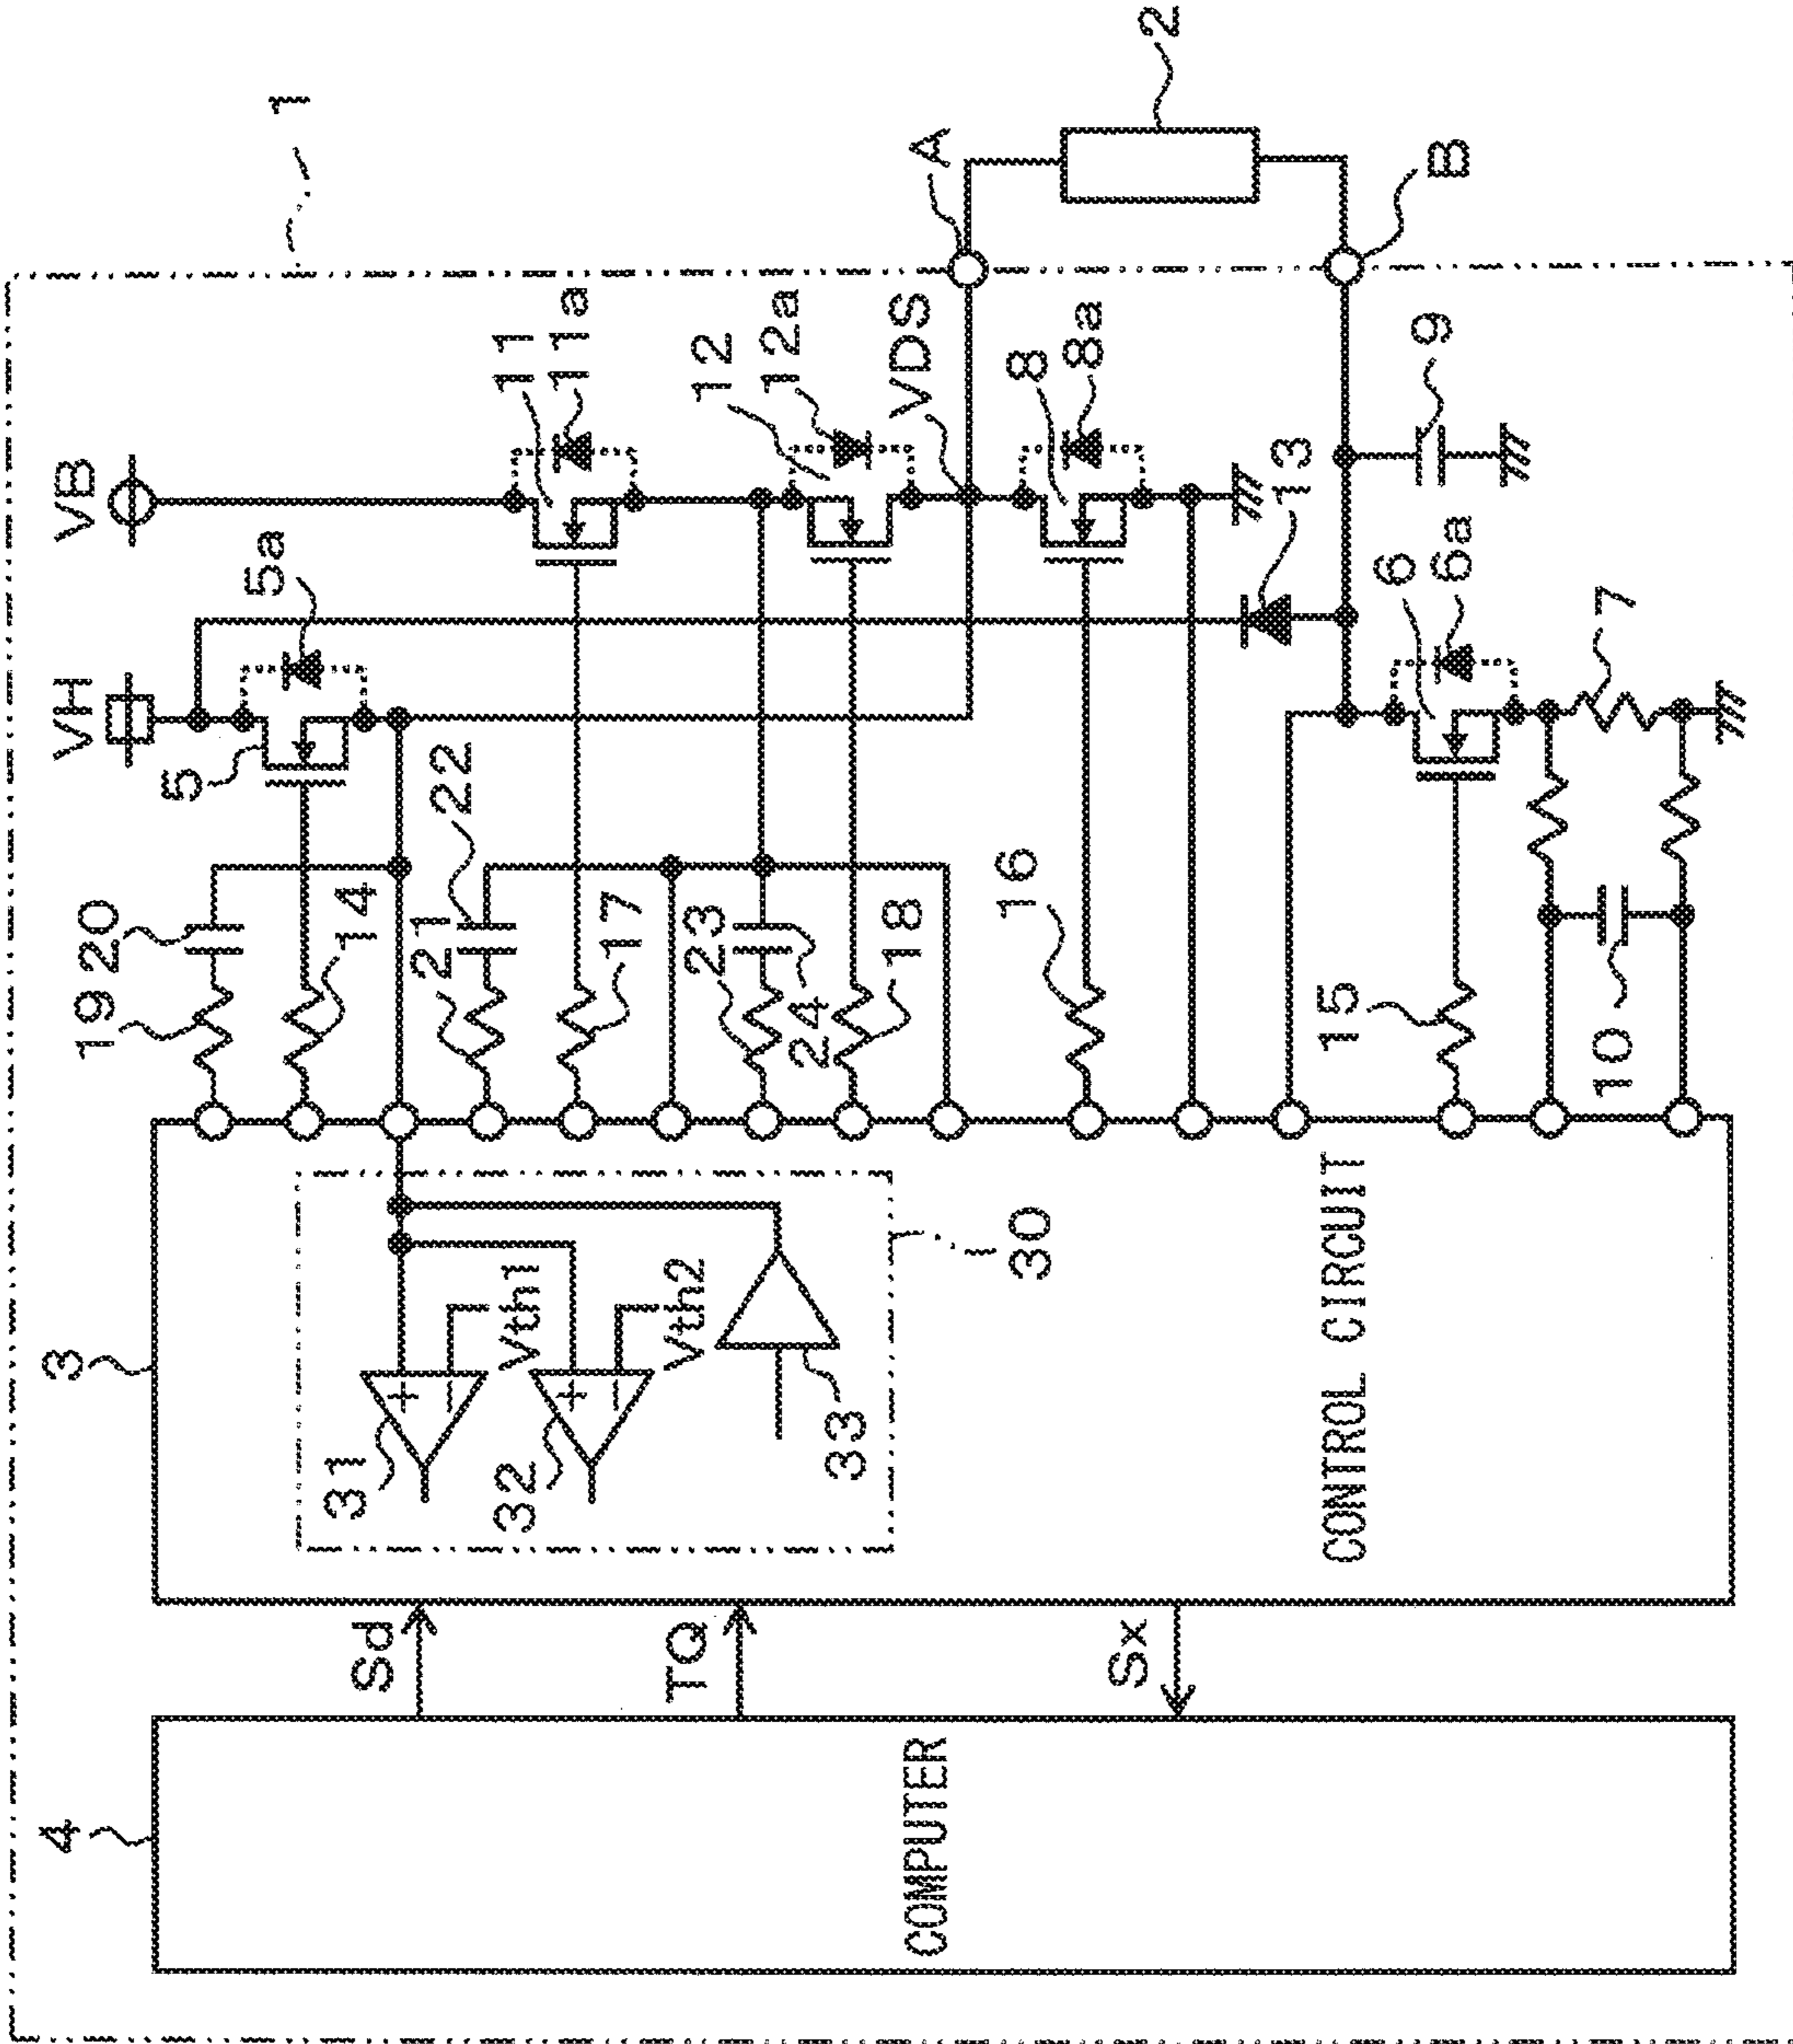 1
VH
VB
5a
5
11
11a
12
12a
VDS
A
2
B
8
8a
9
13
6
6a
7
19
20
14
21
22
17
23
24
18
16
15
10
3
31
Vth1
32
Vth2
33
30
CONTROL CIRCUIT
Sd
TQ
Sx
4
COMPUTER